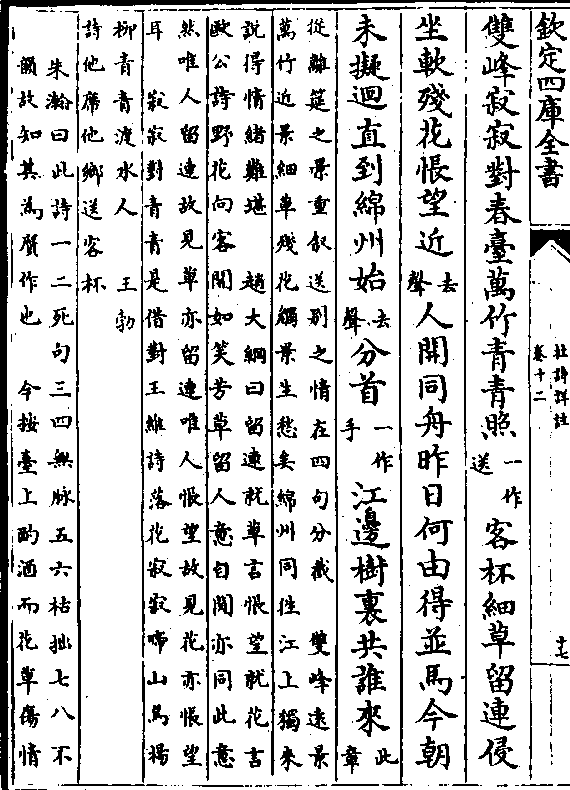 欽定四庫全書
杜詩詳註
卷十二
十七
雙峰寂寂對春臺萬竹青青照一作送客杯細草留連侵
坐軟殘花悵望近去聲人開同舟昨日何由得並馬今朝
未擬迴直到綿州始去聲分首一作手江邊樹裏共誰來此章
從離筵之景重叙送别之情在四句分截　雙峰遠景
萬竹近景細草殘花觸景生愁矣綿州同住江上獨來
說得情緒難堪　趙大綱曰留連就草言悵望就花言
歐公詩野花向客開如笑芳草留人意自閒亦同此意
然唯人留連故見草亦留連唯人悵望故見花亦悵望
耳　寂寂對青青是借對王維詩落花寂寂啼山鳥楊
柳青青渡水人　王勃
詩他席他鄉送客杯
朱瀚曰此詩一二死句三四無脉五六枯拙七八不
韻故知其為贗作也　今按臺上酌酒而花草傷情